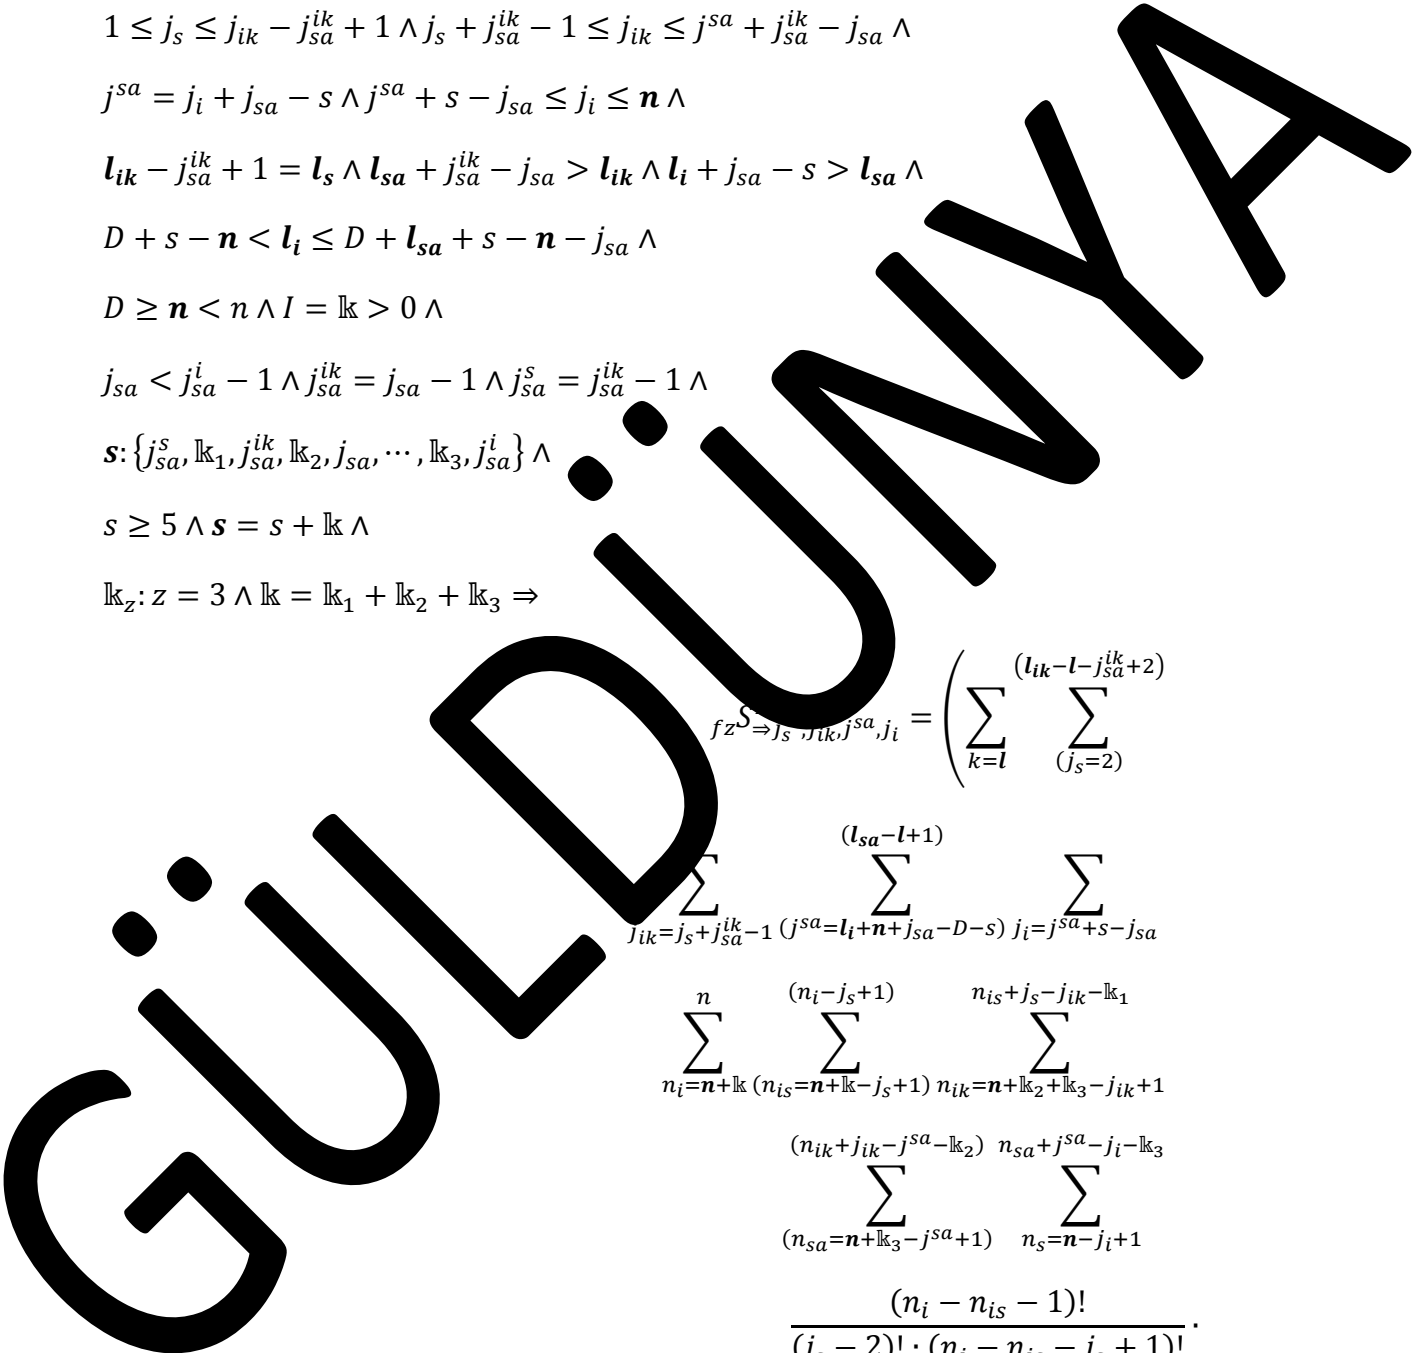 1 ≤ j_s ≤ j_{ik} − j_{sa}^{ik} + 1 ∧ j_s + j_{sa}^{ik} − 1 ≤ j_{ik} ≤ j^{sa} + j_{sa}^{ik} − j_{sa} ∧
j^{sa} = j_i + j_{sa} − s ∧ j^{sa} + s − j_{sa} ≤ j_i ≤ n ∧
l_{ik} − j_{sa}^{ik} + 1 = l_s ∧ l_{sa} + j_{sa}^{ik} − j_{sa} > l_{ik} ∧ l_i + j_{sa} − s > l_{sa} ∧
D + s − n < l_i ≤ D + l_{sa} + s − n − j_{sa} ∧
D ≥ n < n ∧ I = 𝕜 > 0 ∧
j_{sa} < j_{sa}^i − 1 ∧ j_{sa}^{ik} = j_{sa} − 1 ∧ j_{sa}^s = j_{sa}^{ik} − 1 ∧
s: {j_{sa}^s, 𝕜_1, j_{sa}^{ik}, 𝕜_2, j_{sa}, ⋯, 𝕜_3, j_{sa}^i} ∧
s ≥ 5 ∧ s = s + 𝕜 ∧
𝕜_z: z = 3 ∧ 𝕜 = 𝕜_1 + 𝕜_2 + 𝕜_3 ⇒
_{fz}S_{⇒j_s,j_{ik},j^{sa},j_i} = ( ∑_{k=l} ∑_{(j_s=2)}^{(l_{ik}−l−j_{sa}^{ik}+2)}
∑_{j_{ik}=j_s+j_{sa}^{ik}−1} ∑_{(j^{sa}=l_i+n+j_{sa}−D−s)}^{(l_{sa}−l+1)} ∑_{j_i=j^{sa}+s−j_{sa}}
∑_{n_i=n+𝕜}^{n} ∑_{(n_{is}=n+𝕜−j_s+1)}^{(n_i−j_s+1)} ∑_{n_{ik}=n+𝕜_2+𝕜_3−j_{ik}+1}^{n_{is}+j_s−j_{ik}−𝕜_1}
∑_{(n_{sa}=n+𝕜_3−j^{sa}+1)}^{(n_{ik}+j_{ik}−j^{sa}−𝕜_2)} ∑_{n_s=n−j_i+1}^{n_{sa}+j^{sa}−j_i−𝕜_3}
(n_i − n_{is} − 1)!
(j_s − 2)! · (n_i − n_{is} − j_s + 1)! ·
GÜLDÜNYA